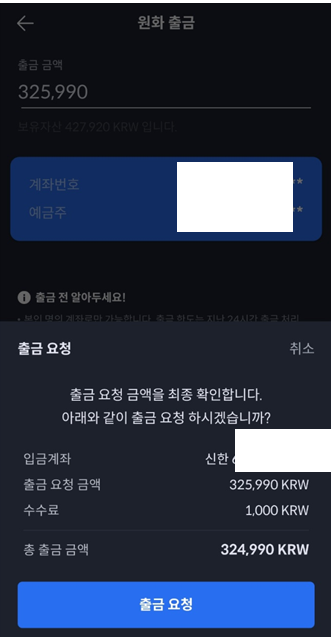 원화 출금
출금 금액
325,990
보유자산 427,920 KRW 입니다
계좌번호 *
예금주 *
출금 전 알아두세요!
• 본인 명의 계좌로만 가능합니다. 출금 한도는 지난 24시간 출금 처리
출금 요청 취소
출금 요청 금액을 최종 확인합니다.
아래와 같이 출금 요청 하시겠습니까?
입금계좌 신한
출금 요청 금액 325,990 KRW
수수료 1,000 KRW
총 출금 금액 324,990 KRW
출금 요청